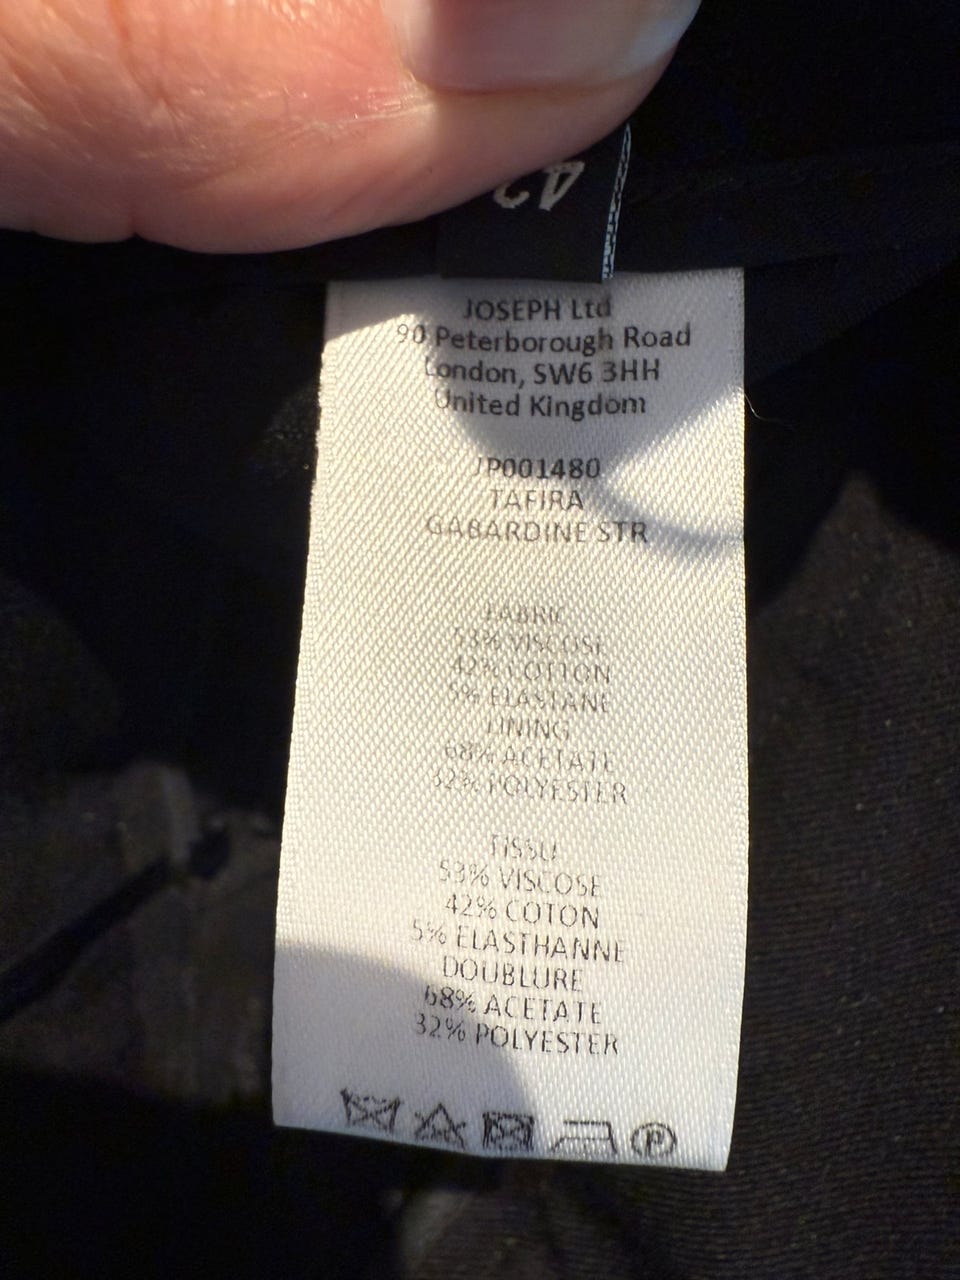 42
JOSEPH Ltd
90 Peterborough Road
London, SW6 3HH
United Kingdom
JP001480
TAFIRA
GABARDINE STR
FABRIC
53% VISCOSE
42% COTTON
5% ELASTANE
LINING
68% ACETATE
32% POLYESTER
TISSU
53% VISCOSE
42% COTON
5% ELASTHANNE
DOUBLURE
68% ACETATE
32% POLYESTER
P